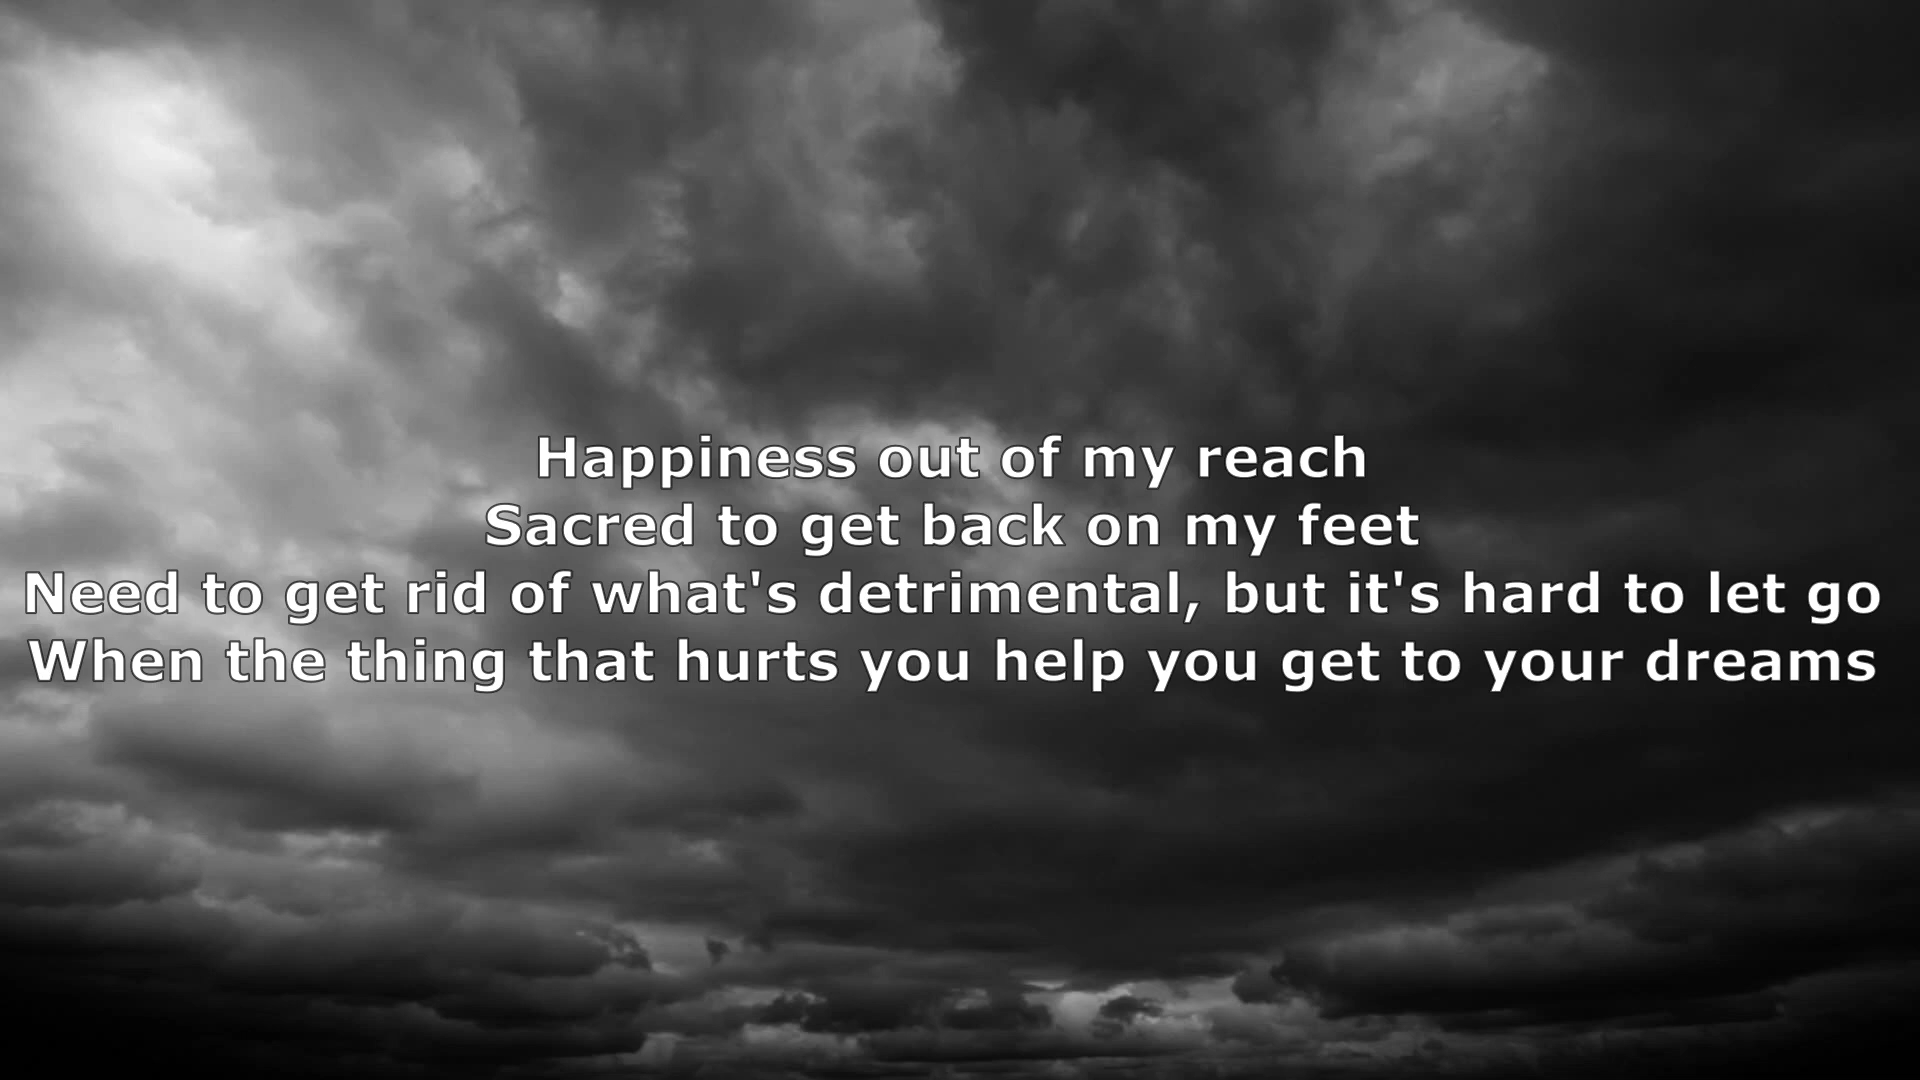 Happiness out of my reach
Sacred to get back on my feet
Need to get rid of what's detrimental, but it's hard to let go
When the thing that hurts you help you get to your dreams